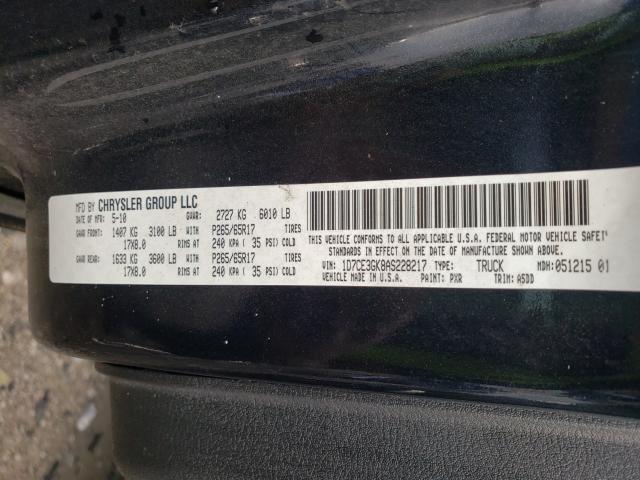 MFD BY CHRYSLER GROUP LLC
DATE OF MFR: 5-10 GVWR: 2727 KG 6010 LB
GAWR FRONT: 1407 KG 3100 LB WITH P265/65R17 TIRES
17X8.0 RIMS AT 240 KPA ( 35 PSI) COLD
GAWR REAR: 1633 KG 3600 LB WITH P265/65R17 TIRES
17X8.0 RIMS AT 240 KPA ( 35 PSI) COLD
THIS VEHICLE CONFORMS TO ALL APPLICABLE U.S.A. FEDERAL MOTOR VEHICLE SAFET
STANDARDS IN EFFECT ON THE DATE OF MANUFACTURE SHOWN ABOVE.
VIN: 1D7CE3GK8AS228217 TYPE: TRUCK MDH: 051215 01
VEHICLE MADE IN U.S.A. PAINT: PXR TRIM: A5DD